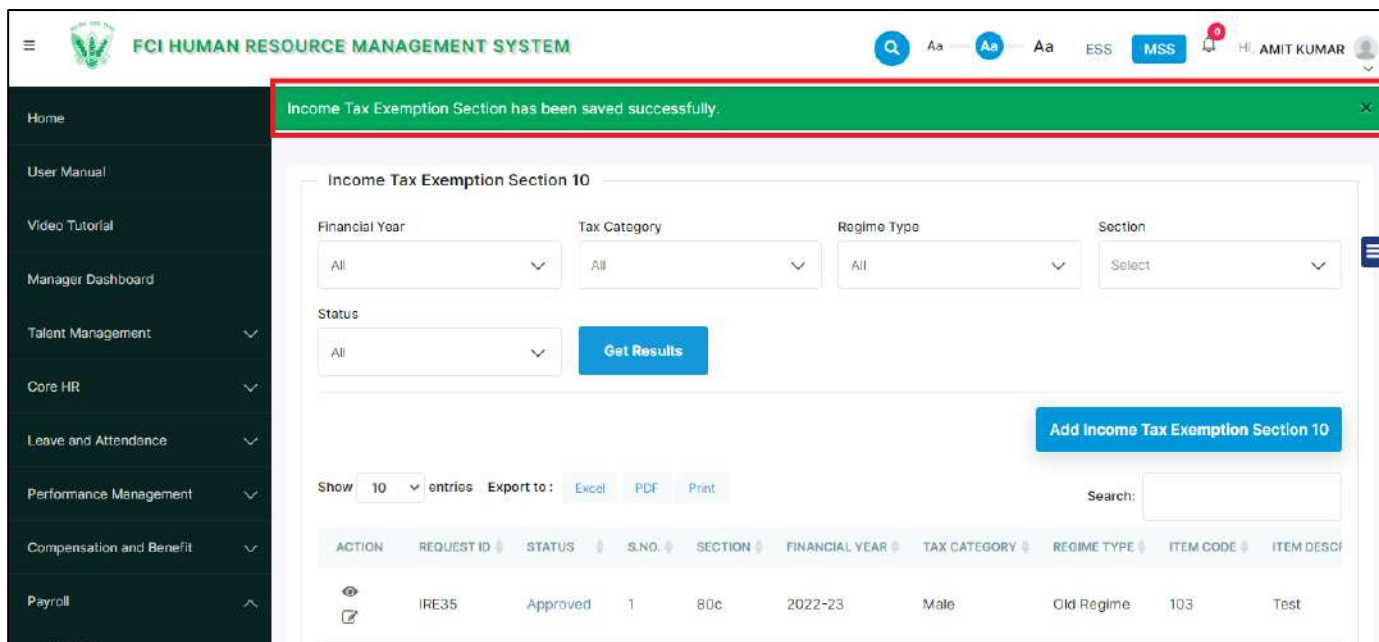 FCI HUMAN RESOURCE MANAGEMENT SYSTEM
Aa Aa Aa ESS MSS 0 Hi, AMIT KUMAR
Income Tax Exemption Section has been saved successfully.
Home
User Manual
Video Tutorial
Manager Dashboard
Talent Management
Core HR
Leave and Attendance
Performance Management
Compensation and Benefit
Payroll
Income Tax Exemption Section 10
Financial Year Tax Category Regime Type Section
All All All Select
Status
All Get Results
Add Income Tax Exemption Section 10
Show 10 entries Export to : Excel PDF Print Search:
ACTION REQUEST ID STATUS S.NO. SECTION FINANCIAL YEAR TAX CATEGORY REGIME TYPE ITEM CODE ITEM DESCR
IRE35 Approved 1 80c 2022-23 Male Old Regime 103 Test